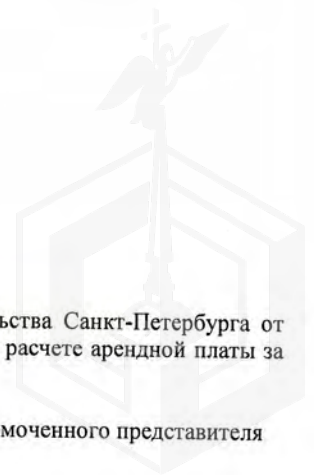 ьства Санкт-Петербурга от
расчете арендной платы за
моченного представителя